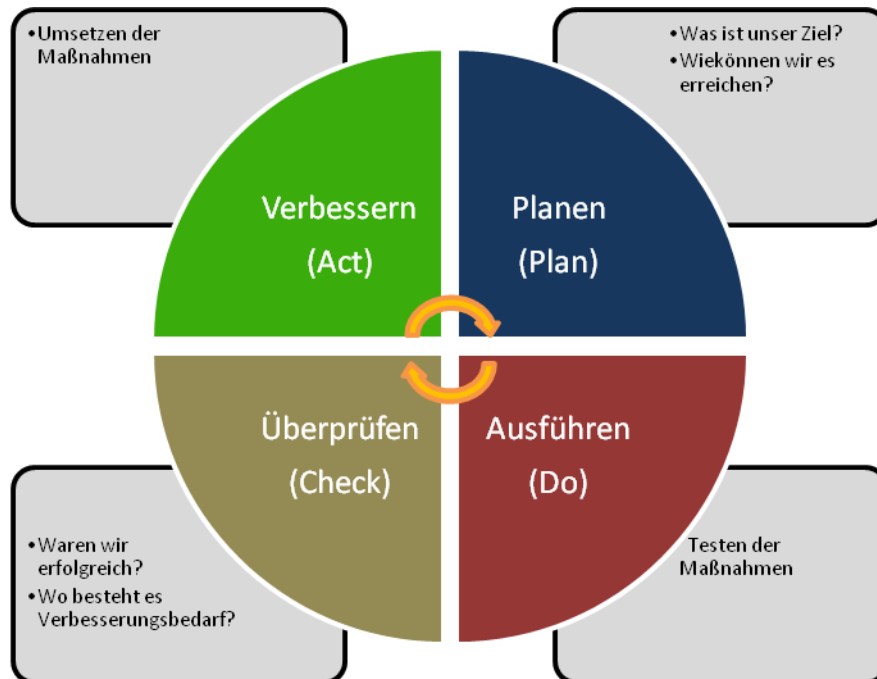 •Umsetzen der
Maßnahmen
•Was ist unser Ziel?
•Wiekönnen wir es
erreichen?
Verbessern
(Act)
Planen
(Plan)
Überprüfen
(Check)
Ausführen
(Do)
•Waren wir
erfolgreich?
•Wo besteht es
Verbesserungsbedarf?
Testen der
Maßnahmen